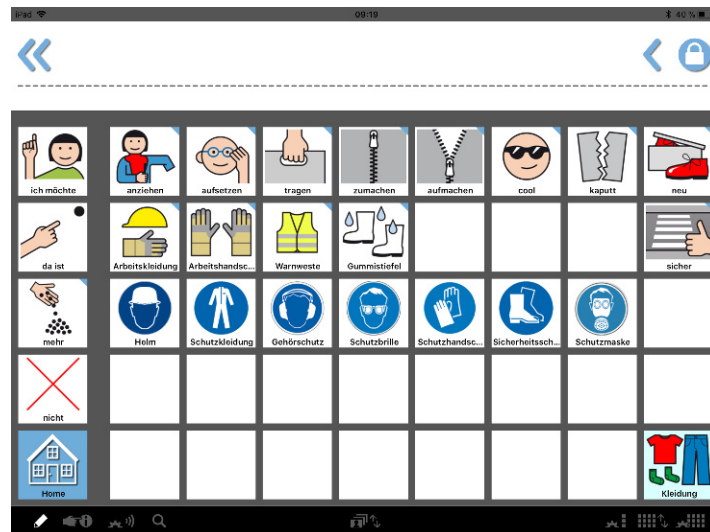 iPad 09:19 40 %
ich möchte anziehen aufsetzen tragen zumachen aufmachen cool kaputt neu
da ist Arbeitskleidung Arbeitshandsc... Warnweste Gummistiefel sicher
mehr Helm Schutzkleidung Gehörschutz Schutzbrille Schutzhandsc... Sicherheitssch... Schutzmaske
nicht
Home Kleidung